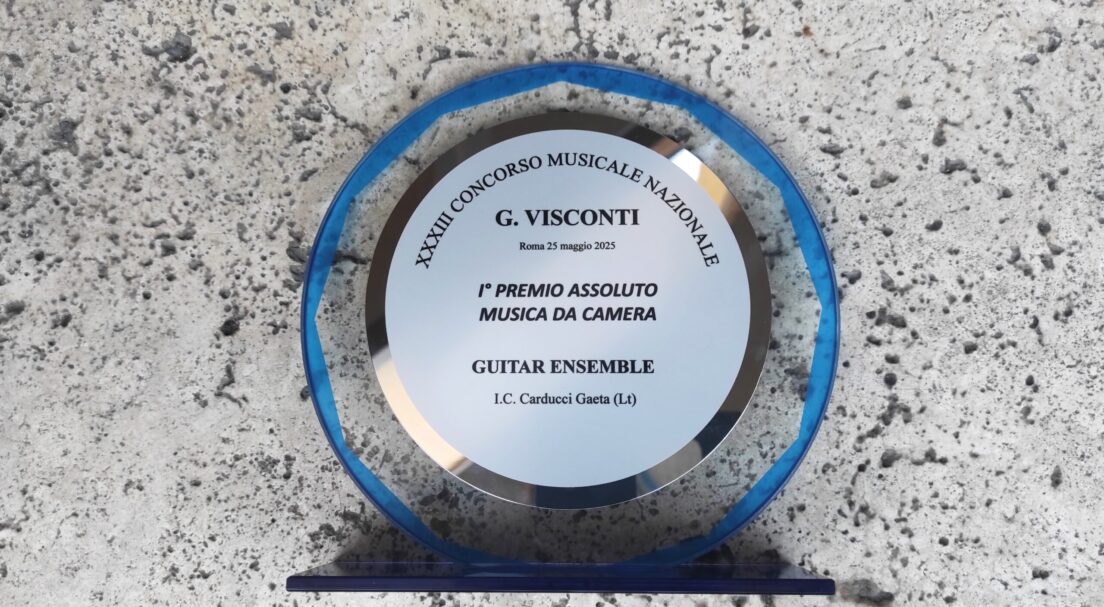 XXXIII CONCORSO MUSICALE NAZIONALE
G. VISCONTI
Roma 25 maggio 2025
I° PREMIO ASSOLUTO
MUSICA DA CAMERA
GUITAR ENSEMBLE
I.C. Carducci Gaeta (Lt)